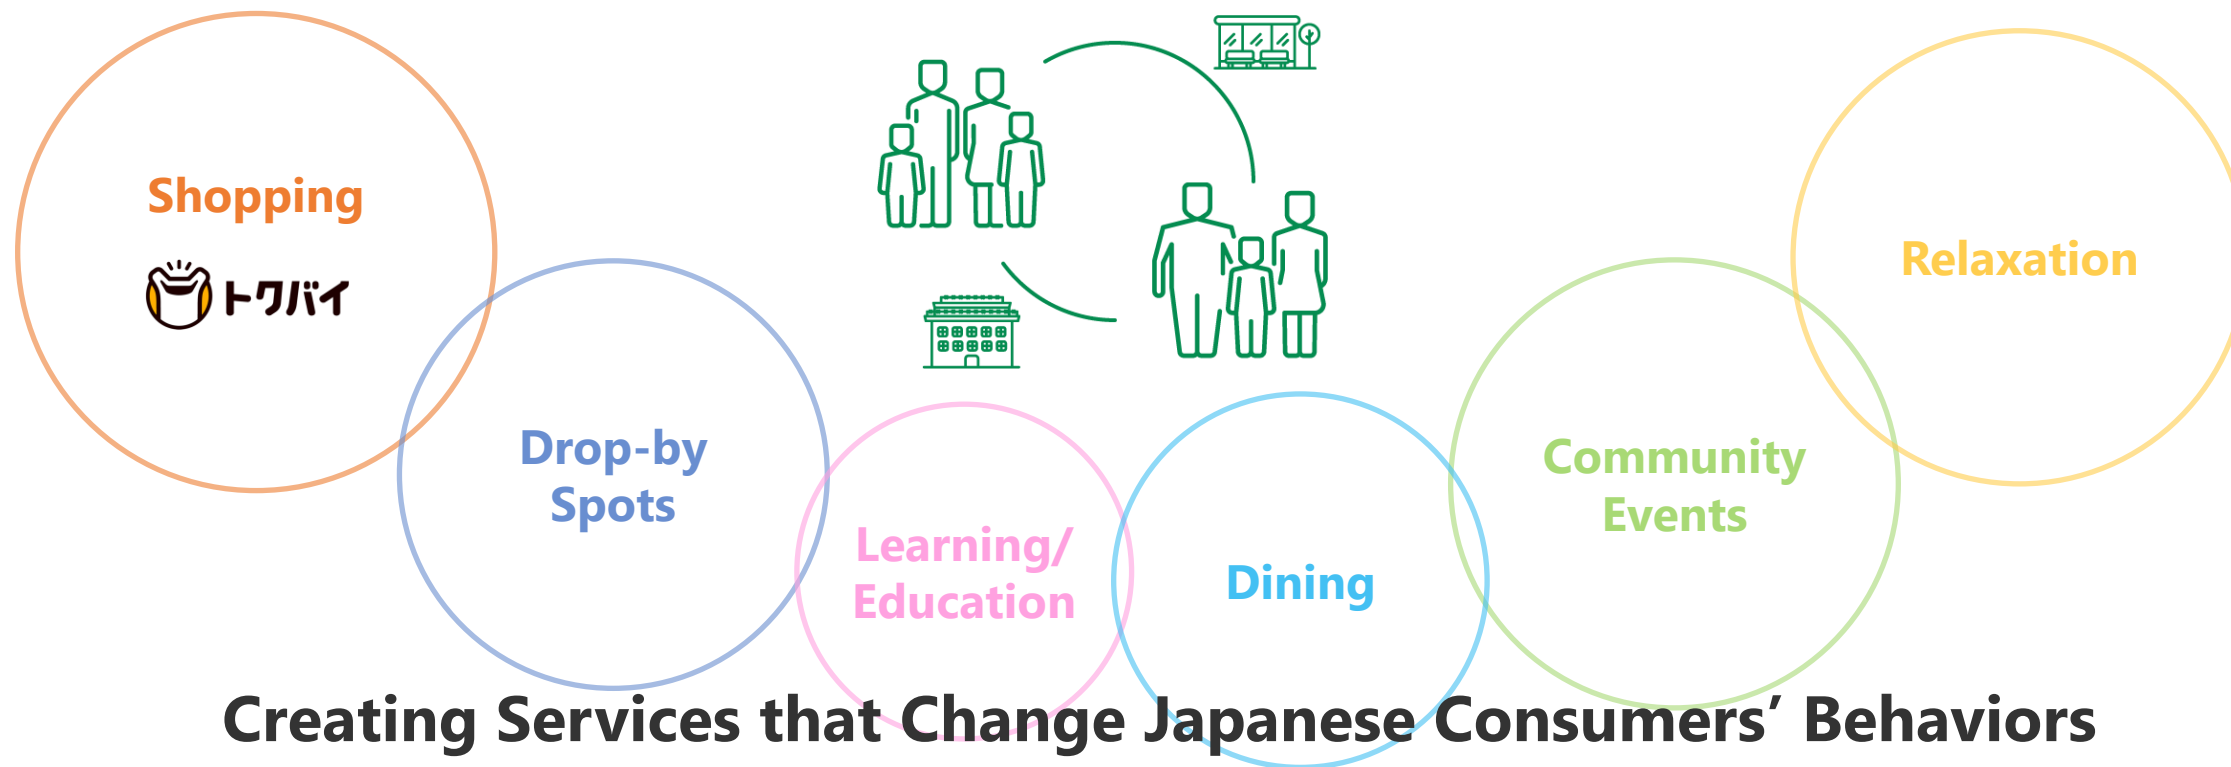 Shopping
トクバイ
Drop-by
Spots
Learning/
Education
Dining
Community
Events
Relaxation
Creating Services that Change Japanese Consumers’ Behaviors